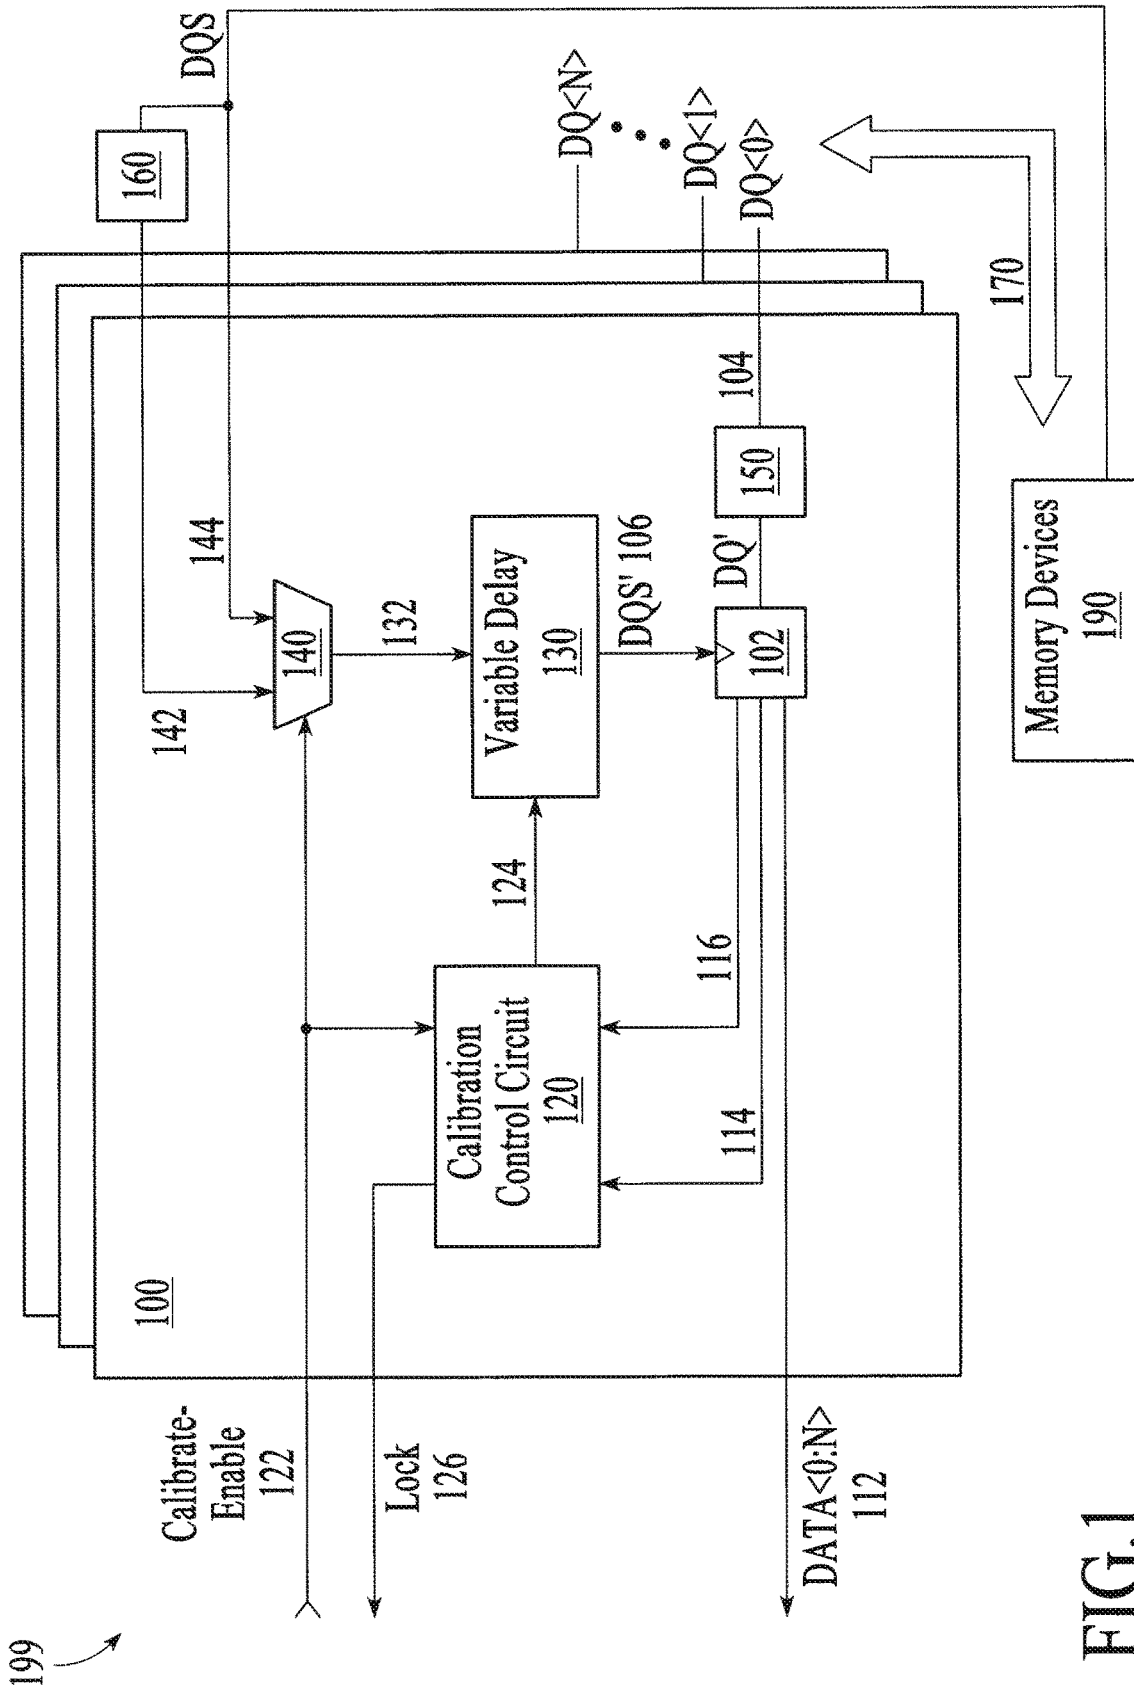 199
Calibrate-
Enable
122
Lock
126
DATA<0:N>
112
100
Calibration
Control Circuit
120
114
116
124
142
144
140
132
Variable Delay
130
DQS' 106
102
DQ'
150
104
160
DQS
DQ<N>
DQ<1>
DQ<0>
170
Memory Devices
190
FIG.1